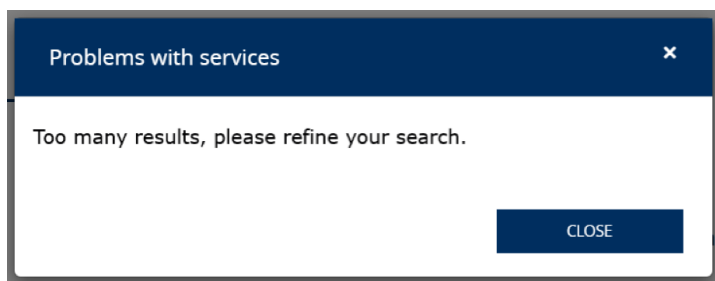 Problems with services
×
Too many results, please refine your search.
CLOSE